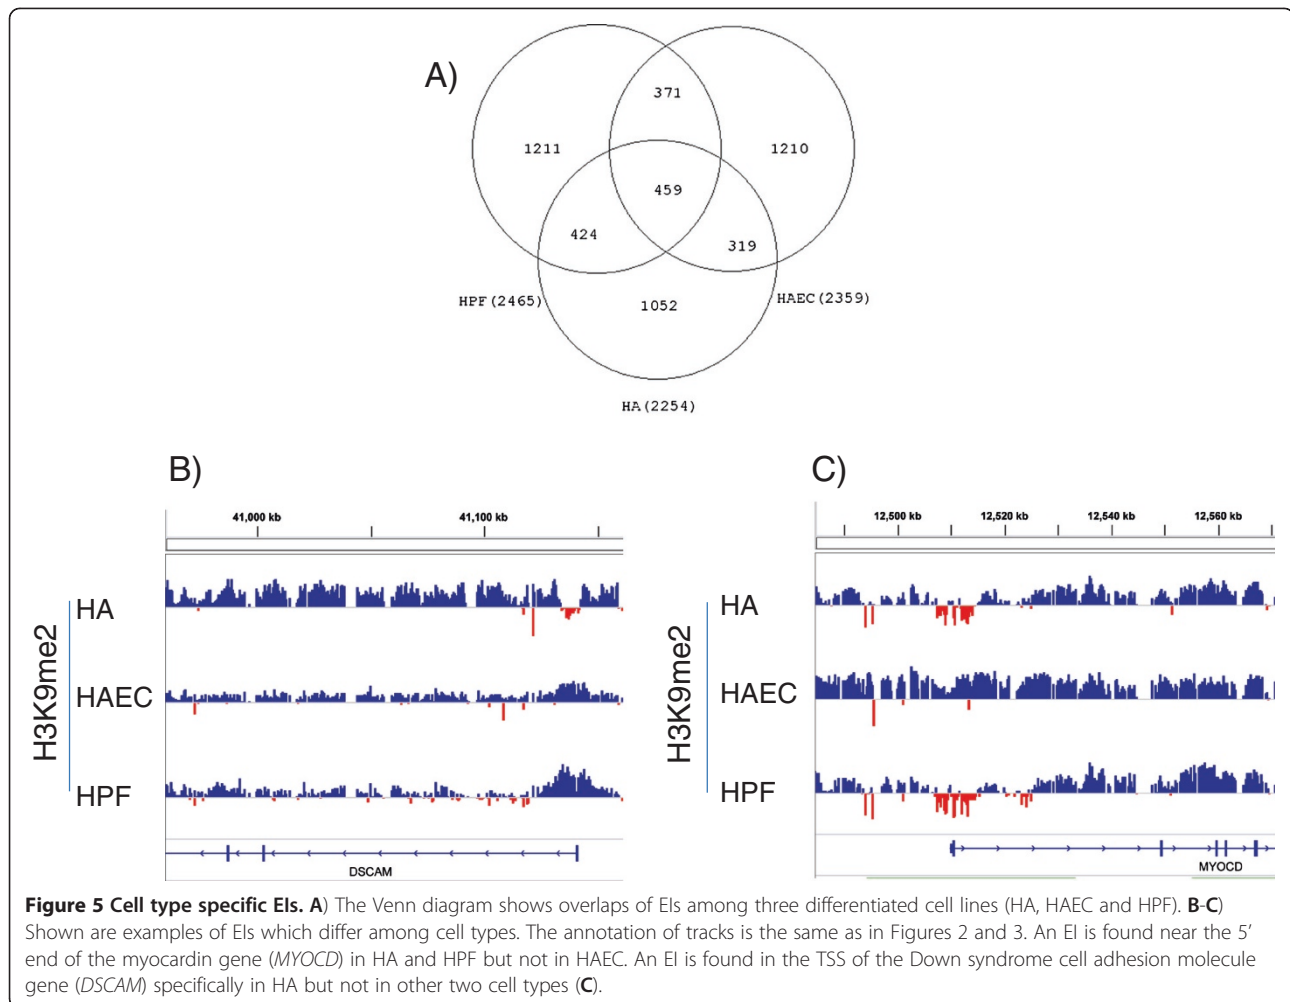 A)
371
1211
1210
459
424
319
HPF(2465)
1052
HAEC(2359)
HA(2254)
B)
41,000 kb
41,100 kb
H3K9me2
HA
HAEC
HPF
DSCAM
C)
12,500 kb
12,520 kb
12,540 kb
12,560 kb
H3K9me2
HA
HAEC
HPF
MYOCD
Figure 5 Cell type specific EIs. A) The Venn diagram shows overlaps of EIs among three differentiated cell lines (HA, HAEC and HPF). B-C)
Shown are examples of EIs which differ among cell types. The annotation of tracks is the same as in Figures 2 and 3. An EI is found near the 5′
end of the myocardin gene (MYOCD) in HA and HPF but not in HAEC. An EI is found in the TSS of the Down syndrome cell adhesion molecule
gene (DSCAM) specifically in HA but not in other two cell types (C).